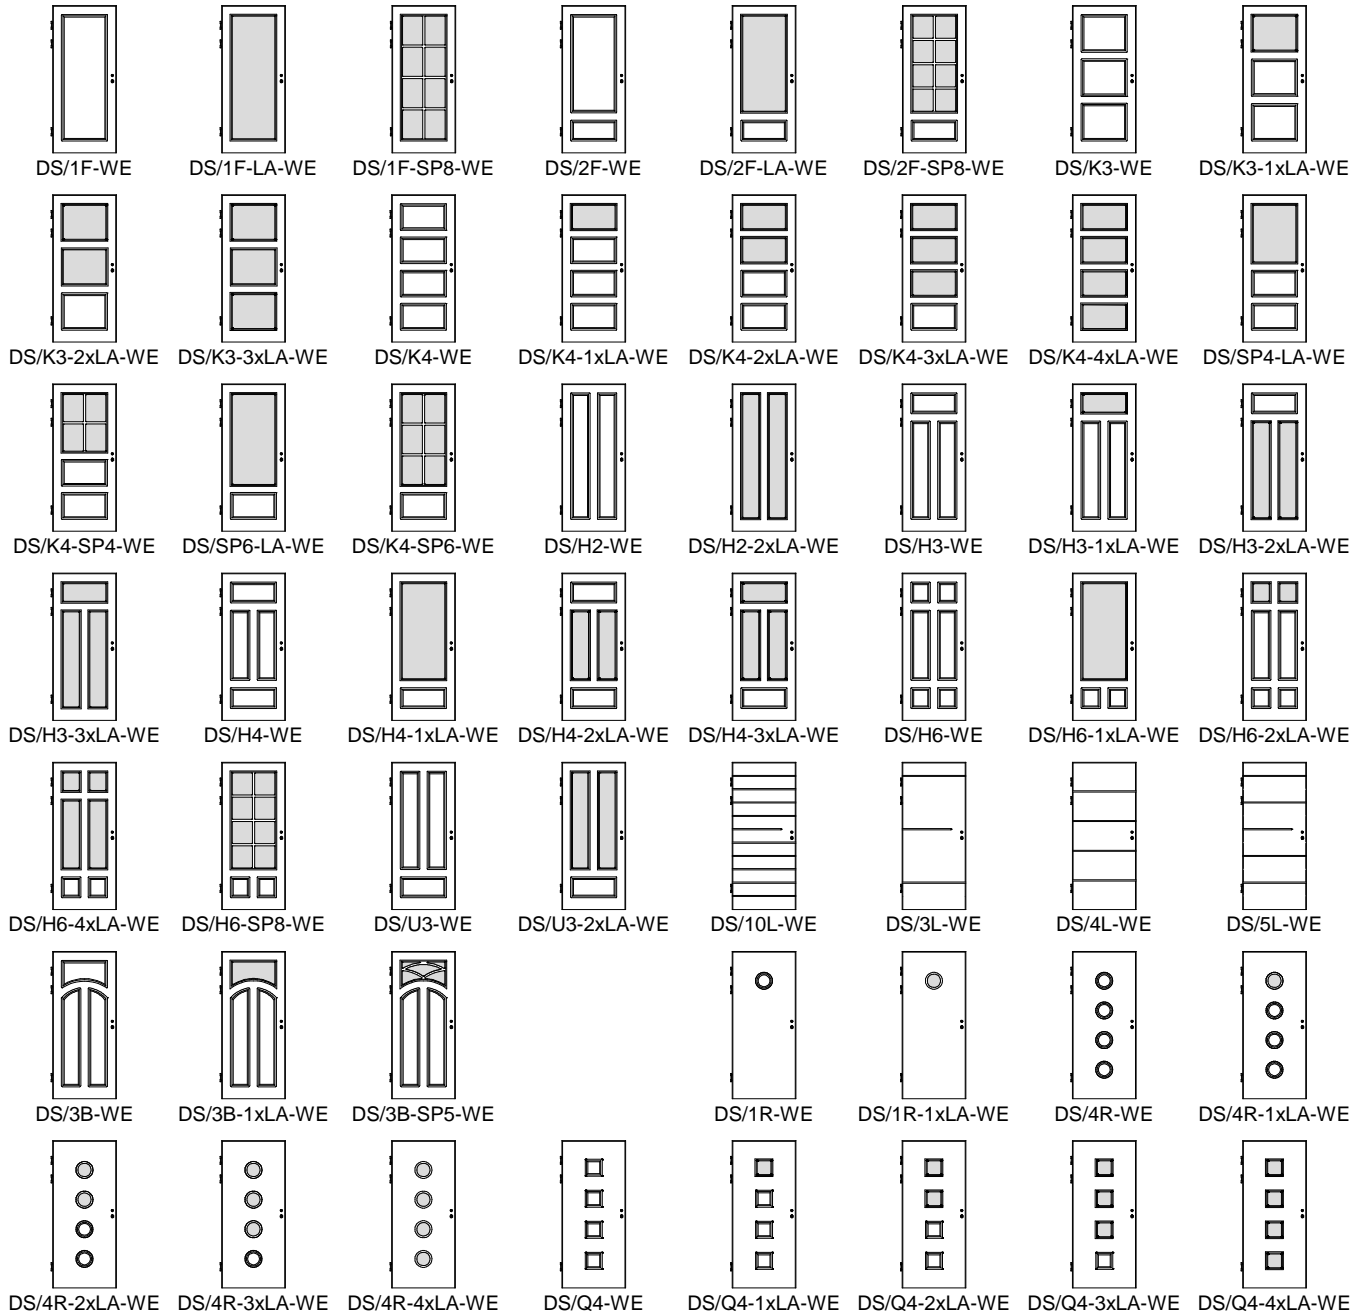 DS/1F-WE DS/1F-LA-WE DS/1F-SP8-WE DS/2F-WE DS/2F-LA-WE DS/2F-SP8-WE DS/K3-WE DS/K3-1xLA-WE
DS/K3-2xLA-WE DS/K3-3xLA-WE DS/K4-WE DS/K4-1xLA-WE DS/K4-2xLA-WE DS/K4-3xLA-WE DS/K4-4xLA-WE DS/SP4-LA-WE
DS/K4-SP4-WE DS/SP6-LA-WE DS/K4-SP6-WE DS/H2-WE DS/H2-2xLA-WE DS/H3-WE DS/H3-1xLA-WE DS/H3-2xLA-WE
DS/H3-3xLA-WE DS/H4-WE DS/H4-1xLA-WE DS/H4-2xLA-WE DS/H4-3xLA-WE DS/H6-WE DS/H6-1xLA-WE DS/H6-2xLA-WE
DS/H6-4xLA-WE DS/H6-SP8-WE DS/U3-WE DS/U3-2xLA-WE DS/10L-WE DS/3L-WE DS/4L-WE DS/5L-WE
DS/3B-WE DS/3B-1xLA-WE DS/3B-SP5-WE DS/1R-WE DS/1R-1xLA-WE DS/4R-WE DS/4R-1xLA-WE
DS/4R-2xLA-WE DS/4R-3xLA-WE DS/4R-4xLA-WE DS/Q4-WE DS/Q4-1xLA-WE DS/Q4-2xLA-WE DS/Q4-3xLA-WE DS/Q4-4xLA-WE